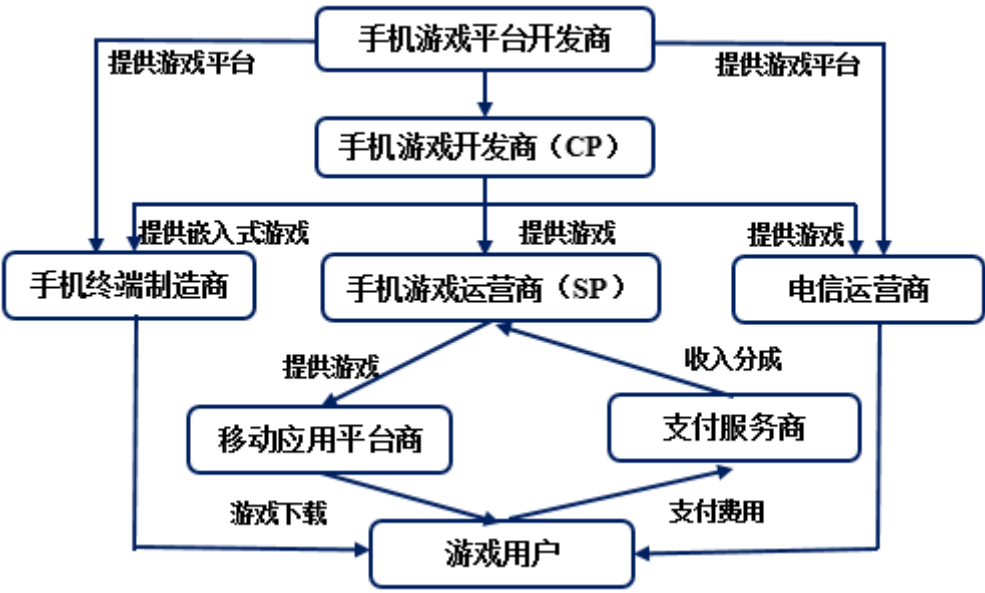 手机游戏平台开发商
提供游戏平台
提供游戏平台
手机游戏开发商（CP）
提供嵌入式游戏
提供游戏
提供游戏
手机终端制造商
手机游戏运营商（SP）
电信运营商
提供游戏
收入分成
移动应用平台商
支付服务商
游戏下载
支付费用
游戏用户